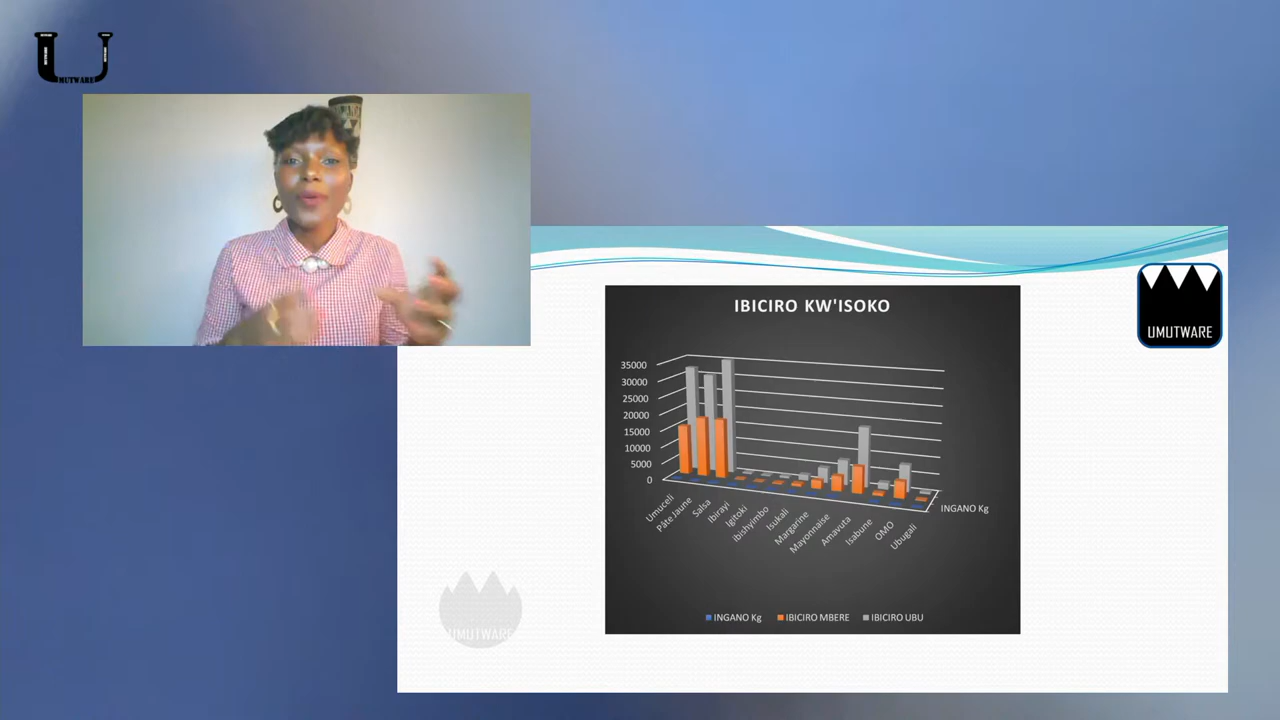 UMUTWARE
IBICIRO KW'ISOKO
35000
30000
25000
20000
15000
10000
5000
0
Umuceli
Pâte Jaune
Salsa
Ibirayi
Igitoki
ibishyimbo
Isukali
Margarine
Mayonnaise
Amavuta
Isabune
OMO
Ubugali
INGANO Kg
INGANO Kg
IBICIRO MBERE
IBICIRO UBU
UMUTWARE
UMUTWARE